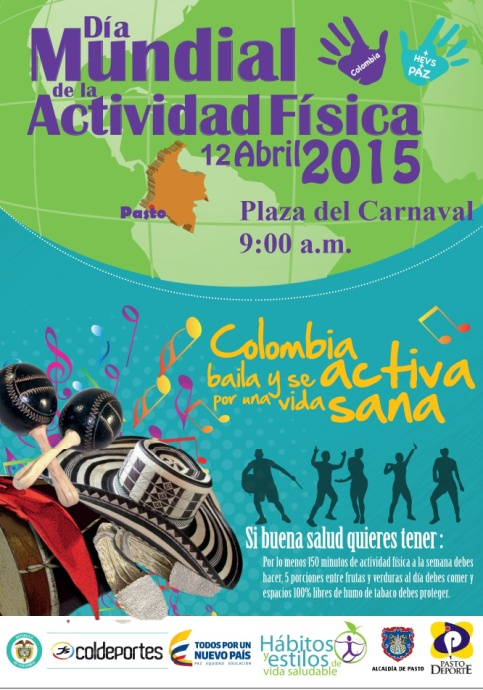 Día
Mundial
de la
Actividad Física
12 Abril 2015
Colombia
+
HEVS
+
PAZ
Pasto
Plaza del Carnaval
9:00 a.m.
Colombia
baila y se activa
por una vida sana
Si buena salud quieres tener :
Por lo menos 150 minutos de actividad física a la semana debes
hacer, 5 porciones entre frutas y verduras al día debes comer y
espacios 100% libres de humo de tabaco debes proteger.
coldeportes
TODOS POR UN
NUEVO PAÍS
PAZ EQUIDAD EDUCACIÓN
Hábitos
y estilos
de vida saludable
ALCALDÍA DE PASTO
PASTO
DEPORTE